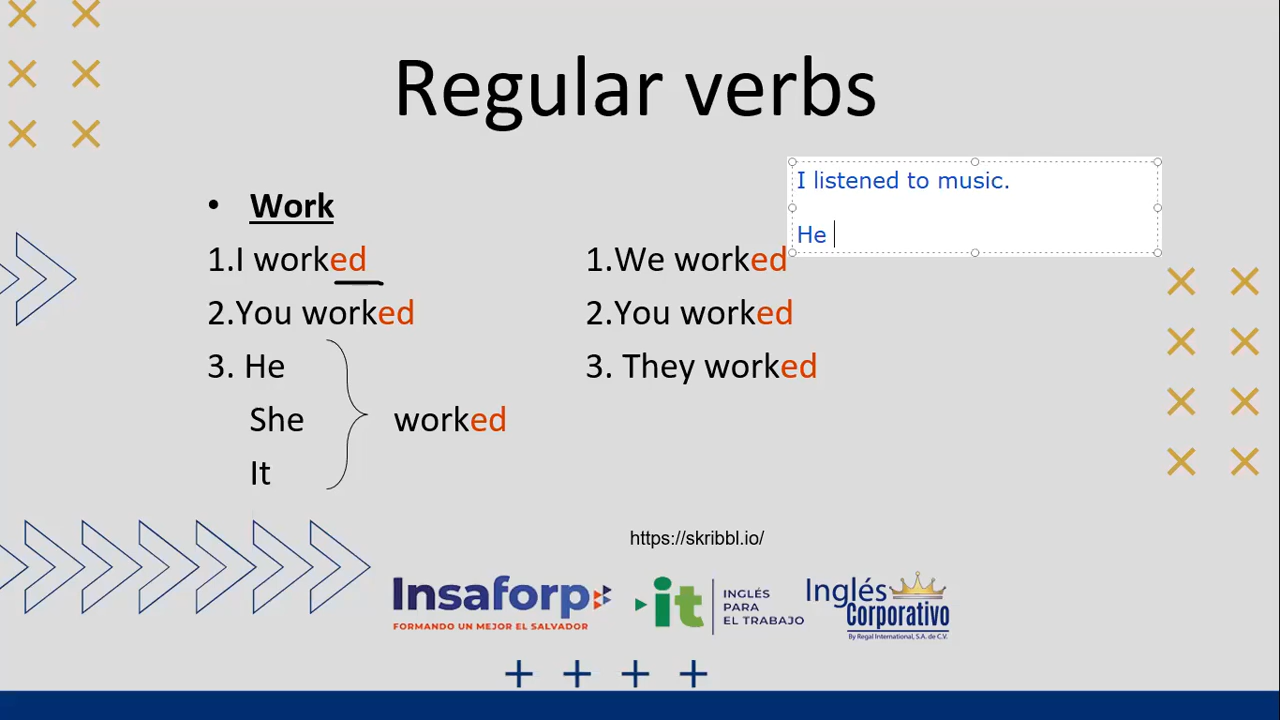 Regular verbs
I listened to music.
He
• Work
1.I worked
2.You worked
3. He
She
It
worked
1.We worked
2.You worked
3. They worked
https://skribbl.io/
Insaforp
FORMANDO UN MEJOR EL SALVADOR
it
INGLÉS
PARA
EL TRABAJO
Inglés
Corporativo
By Regal International, S.A. de C.V.